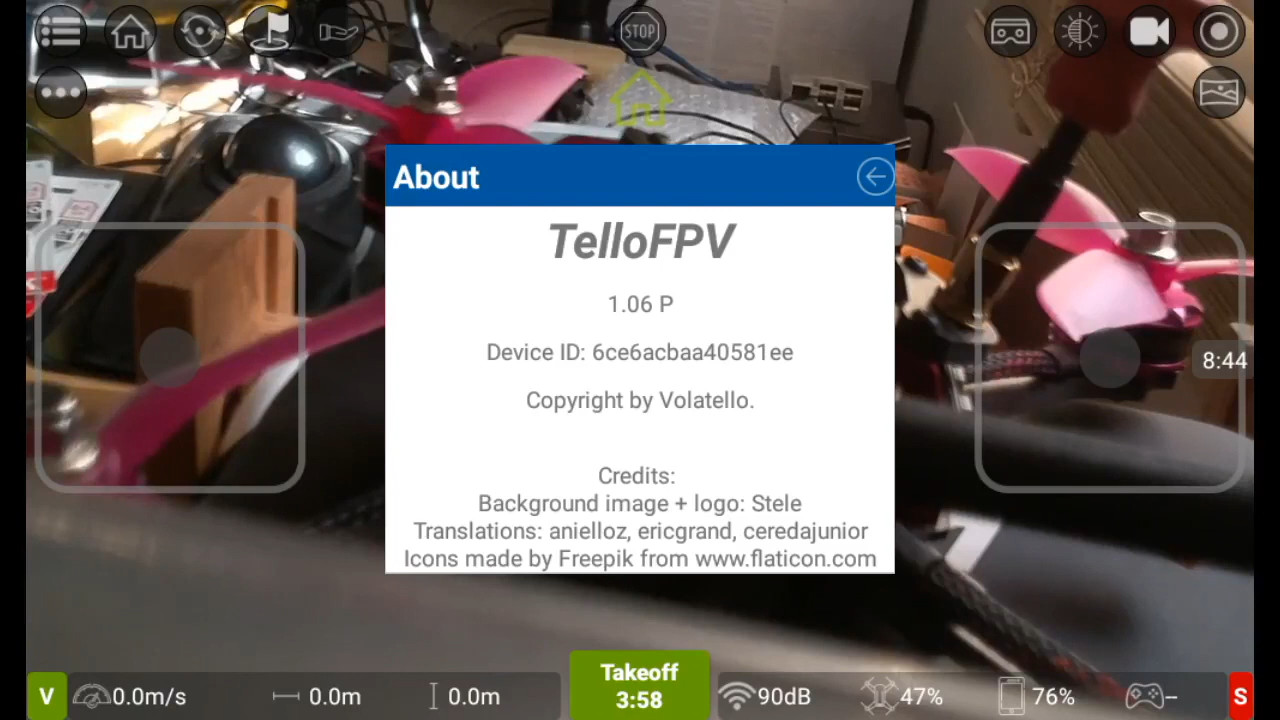 STOP
About
TelloFPV
1.06 P
Device ID: 6ce6acbaa40581ee
Copyright by Volatello.
8:44
Credits:
Background image + logo: Stele
Translations: anielloz, ericgrand, ceredajunior
Icons made by Freepik from www.flaticon.com
V
0.0m/s
0.0m
0.0m
Takeoff
3:58
90dB
47%
76%
--
S